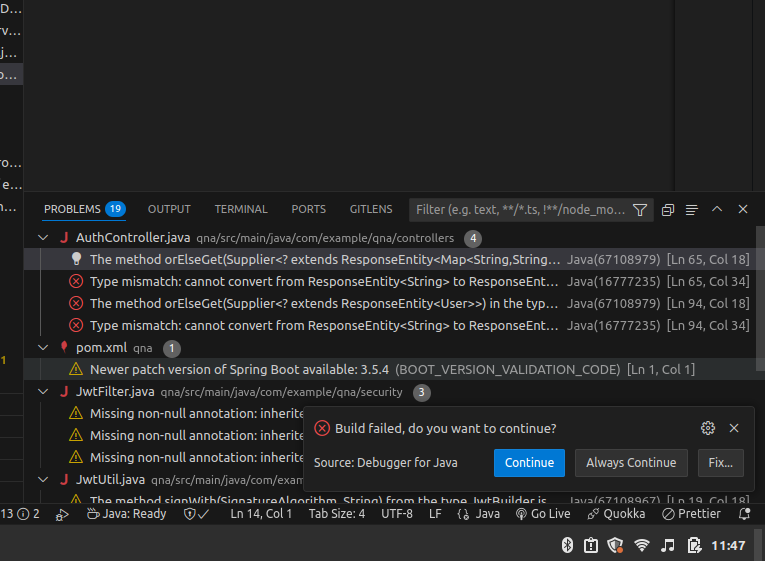 D...
rv...
j...
o...
ro...
e...
n...
1
PROBLEMS 19 OUTPUT TERMINAL PORTS GITLENS Filter (e.g. text, **/*.ts, !**/node_mo...
AuthController.java qna/src/main/java/com/example/qna/controllers 4
The method orElseGet(Supplier<? extends ResponseEntity<Map<String,String... Java(67108979) [Ln 65, Col 18]
Type mismatch: cannot convert from ResponseEntity<String> to ResponseEnt... Java(16777235) [Ln 65, Col 34]
The method orElseGet(Supplier<? extends ResponseEntity<User>>) in the typ... Java(67108979) [Ln 94, Col 18]
Type mismatch: cannot convert from ResponseEntity<String> to ResponseEnt... Java(16777235) [Ln 94, Col 34]
pom.xml qna 1
Newer patch version of Spring Boot available: 3.5.4 (BOOT_VERSION_VALIDATION_CODE) [Ln 1, Col 1]
JwtFilter.java qna/src/main/java/com/example/qna/security 3
Missing non-null annotation: inherite
Missing non-null annotation: inherite
Missing non-null annotation: inherite
Build failed, do you want to continue?
Source: Debugger for Java Continue Always Continue Fix...
JwtUtil.java qna/src/main/java/com/exam
The method signWith(SignatureAlgorithm, String) from the type JwtBuilder is Java(67108967) [Ln 19, Col 18]
13 2 Java: Ready Ln 14, Col 1 Tab Size: 4 UTF-8 LF Java Go Live Quokka Prettier
11:47